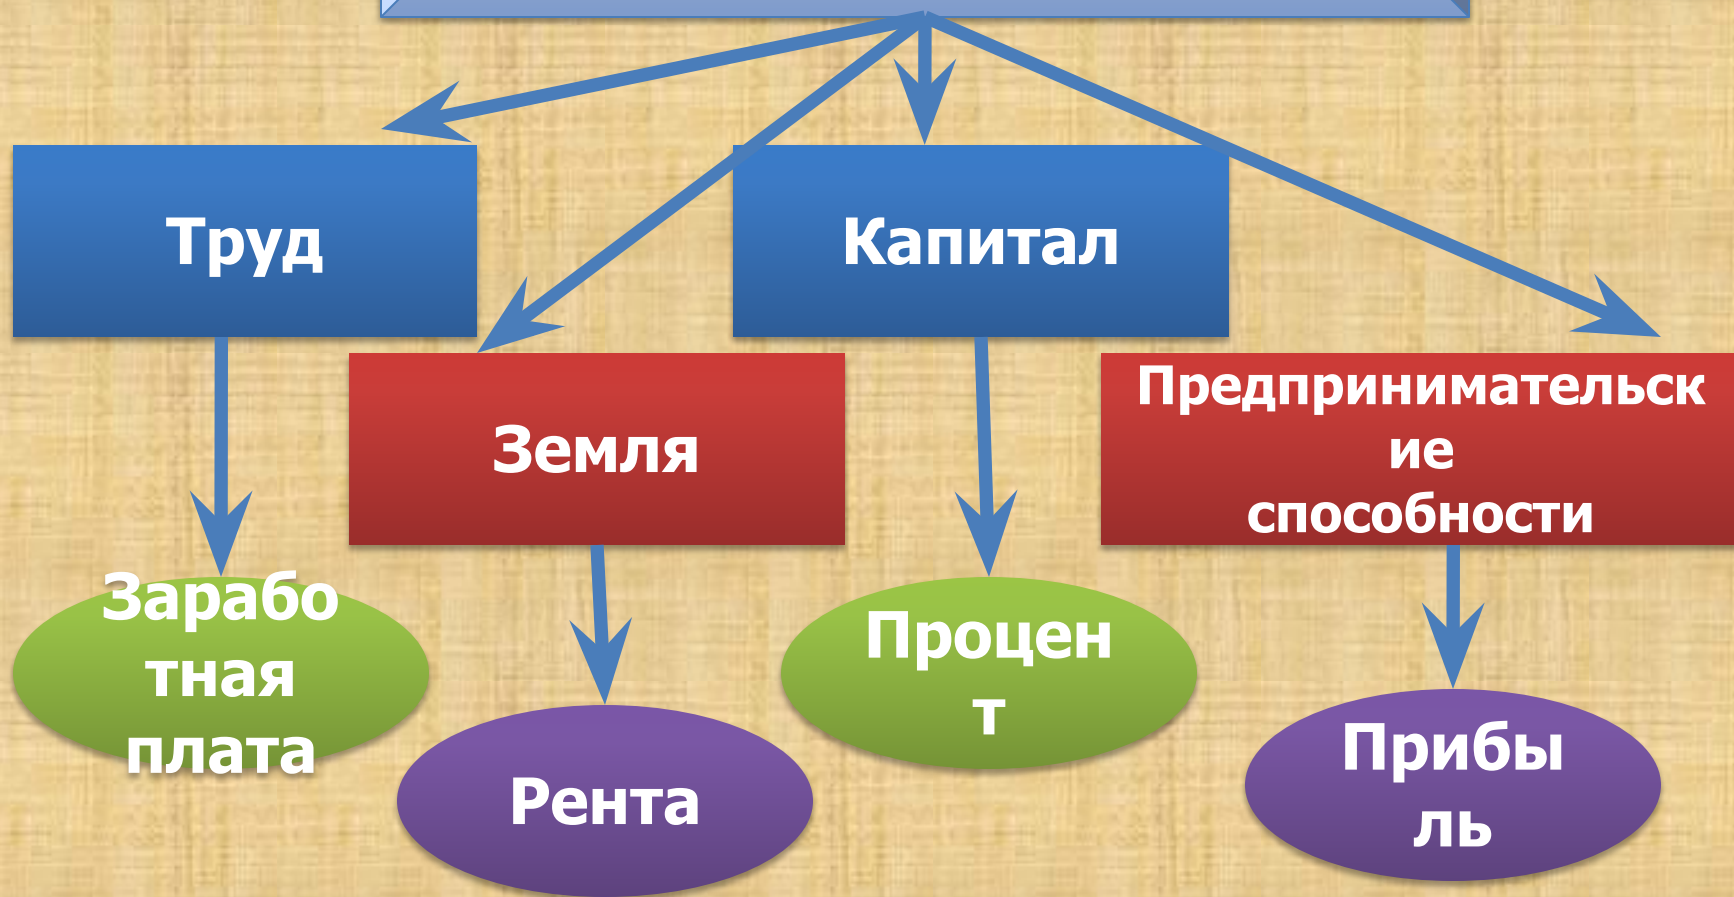 Труд
Капитал
Земля
Предпринимательск
ие
способности
Зарабо
тная
плата
Процен
т
Рента
Прибы
ль